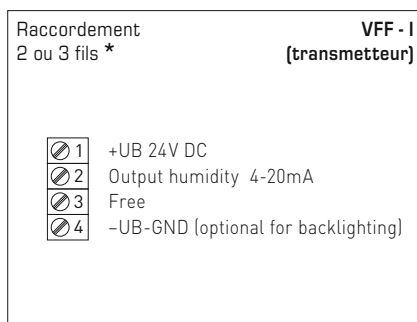 Raccordement VFF - I
2 ou 3 fils * (transmetteur)
1 +UB 24V DC
2 Output humidity 4-20mA
3 Free
4 –UB-GND (optional for backlighting)